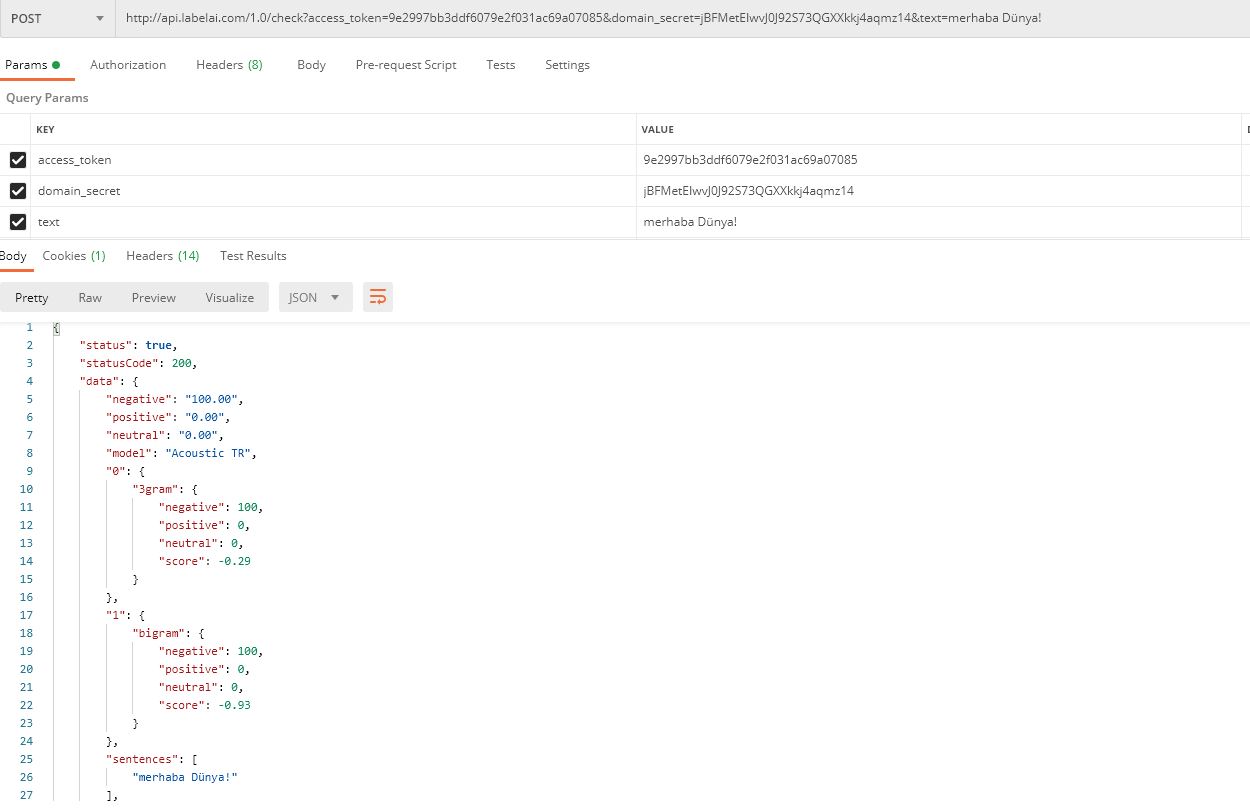 POST http://api.labelai.com/1.0/check?access_token=9e2997bb3ddf6079e2f031ac69a07085&domain_secret=jBFMetElwvJ0J92S73QGXXkkj4aqmz14&text=merhaba Dünya!
Params Authorization Headers (8) Body Pre-request Script Tests Settings
Query Params
KEY VALUE
access_token 9e2997bb3ddf6079e2f031ac69a07085
domain_secret jBFMetElwvJ0J92S73QGXXkkj4aqmz14
text merhaba Dünya!
Body Cookies (1) Headers (14) Test Results
Pretty Raw Preview Visualize JSON
1 {
2 "status": true,
3 "statusCode": 200,
4 "data": {
5 "negative": "100.00",
6 "positive": "0.00",
7 "neutral": "0.00",
8 "model": "Acoustic TR",
9 "0": {
10 "3gram": {
11 "negative": 100,
12 "positive": 0,
13 "neutral": 0,
14 "score": -0.29
15 }
16 },
17 "1": {
18 "bigram": {
19 "negative": 100,
20 "positive": 0,
21 "neutral": 0,
22 "score": -0.93
23 }
24 },
25 "sentences": [
26 "merhaba Dünya!"
27 ],